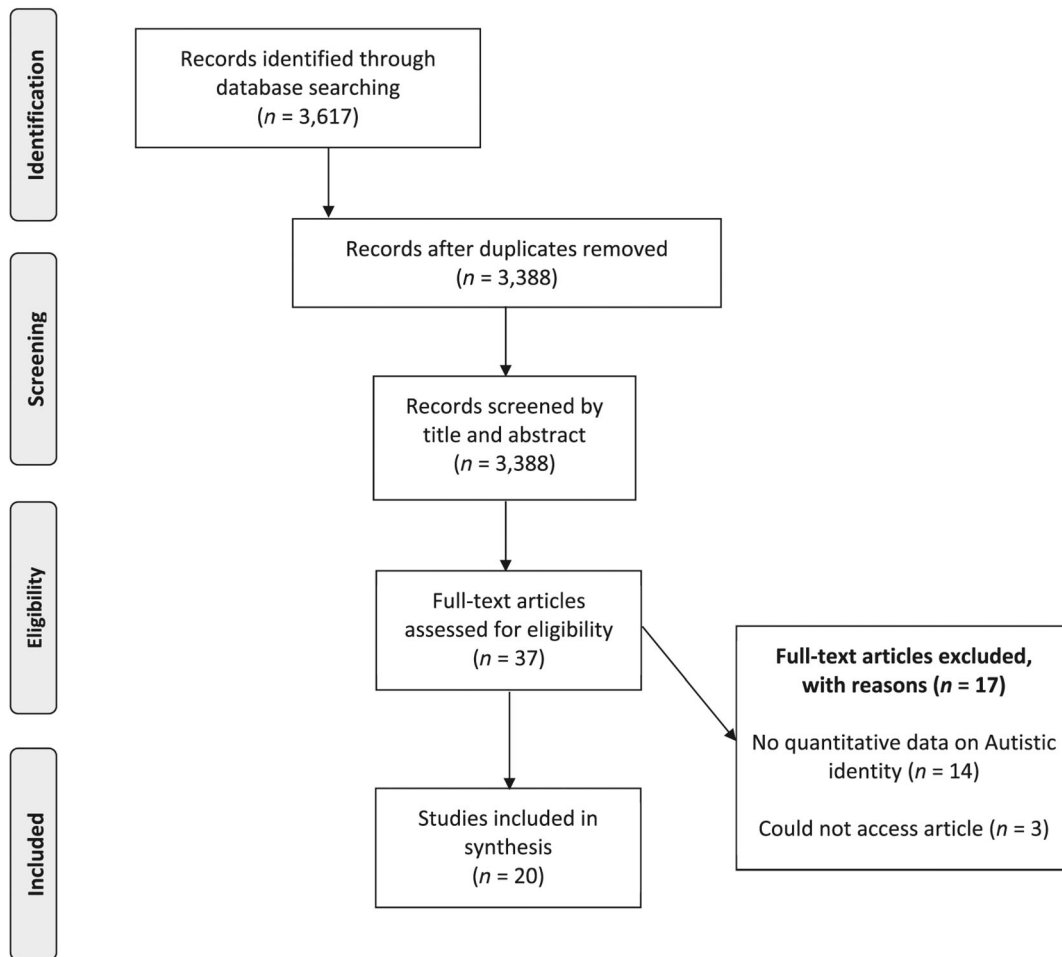 Identification
Records identified through
database searching
(n = 3,617)
Records after duplicates removed
(n = 3,388)
Screening
Records screened by
title and abstract
(n = 3,388)
Eligibility
Full-text articles
assessed for eligibility
(n = 37)
Full-text articles excluded,
with reasons (n = 17)
No quantitative data on Autistic
identity (n = 14)
Could not access article (n = 3)
Included
Studies included in
synthesis
(n = 20)